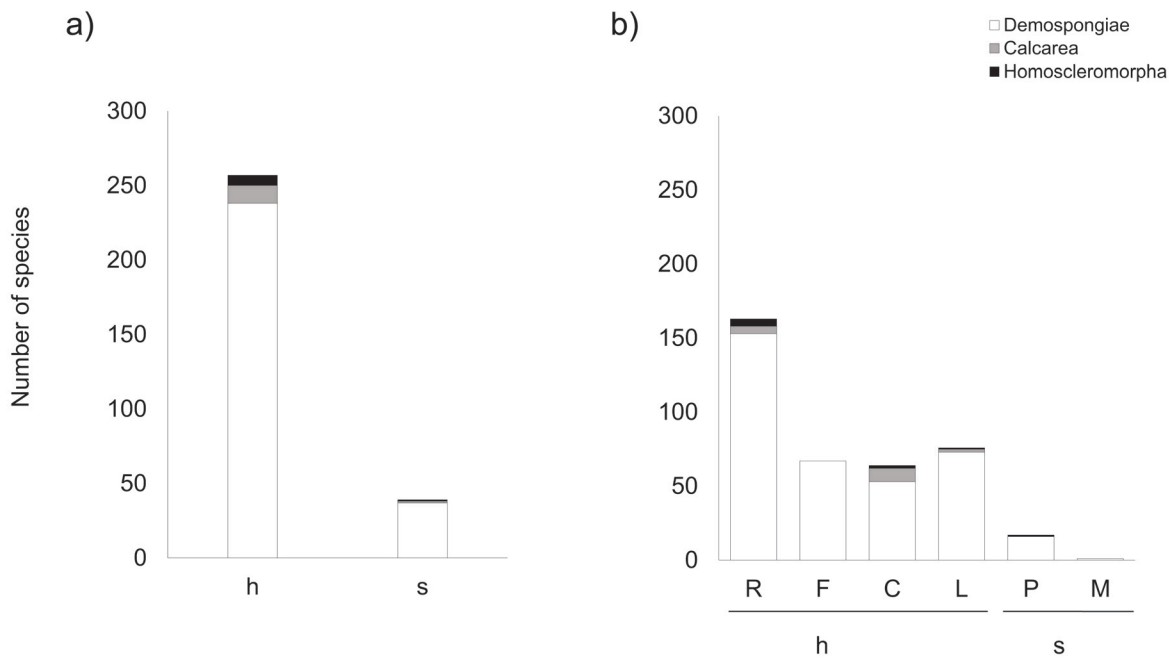 a)
Number of species
300
250
200
150
100
50
0
h s
b)
Demospongiae
Calcarea
Homoscleromorpha
300
250
200
150
100
50
0
R F C L P M
h s